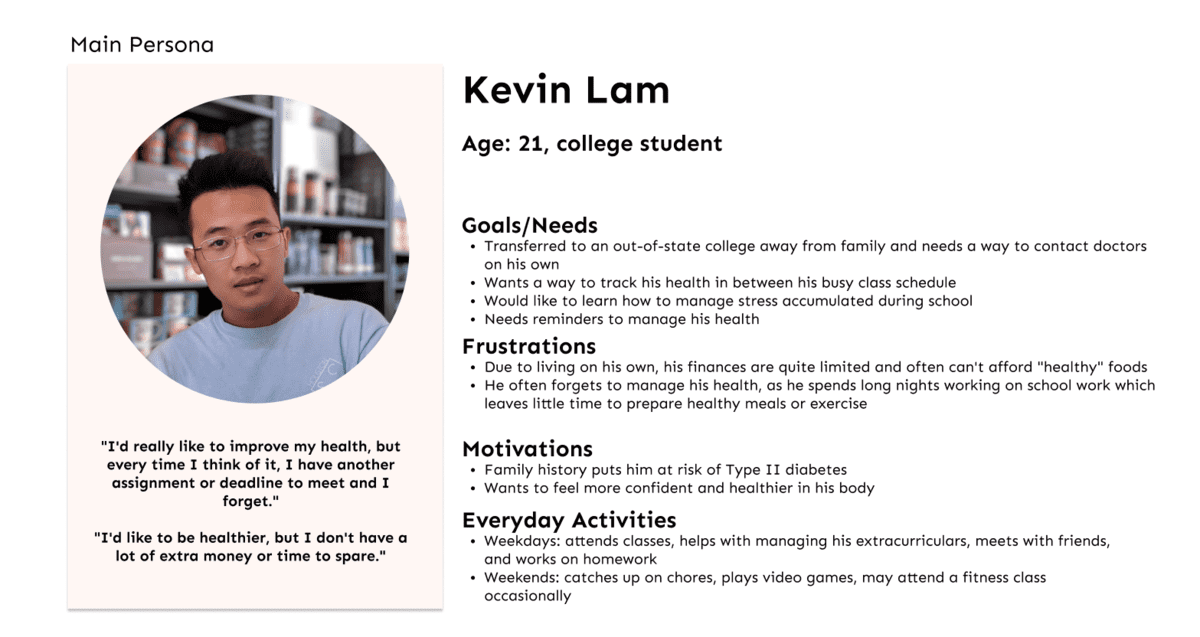 Main Persona
Kevin Lam
Age: 21, college student
Goals/Needs
• Transferred to an out-of-state college away from family and needs a way to contact doctors
on his own
• Wants a way to track his health in between his busy class schedule
• Would like to learn how to manage stress accumulated during school
• Needs reminders to manage his health
Frustrations
• Due to living on his own, his finances are quite limited and often can't afford "healthy" foods
• He often forgets to manage his health, as he spends long nights working on school work which
leaves little time to prepare healthy meals or exercise
Motivations
• Family history puts him at risk of Type II diabetes
• Wants to feel more confident and healthier in his body
Everyday Activities
• Weekdays: attends classes, helps with managing his extracurriculars, meets with friends,
and works on homework
• Weekends: catches up on chores, plays video games, may attend a fitness class
occasionally
"I'd really like to improve my health, but
every time I think of it, I have another
assignment or deadline to meet and I
forget."
"I'd like to be healthier, but I don't have a
lot of extra money or time to spare."